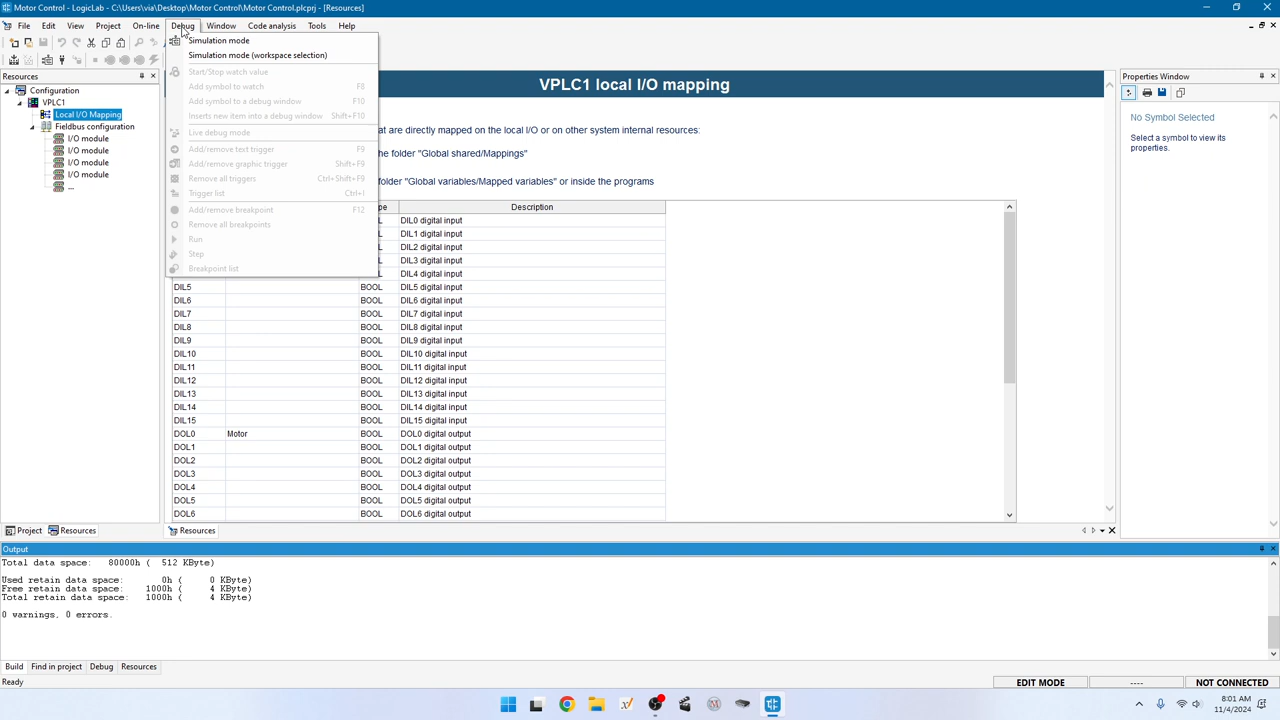 Motor Control - LogicLab - C:\Users\via\Desktop\Motor Control\Motor Control.plcprj - [Resources]
File Edit View Project On-line Debug Window Code analysis Tools Help
Simulation mode
Simulation mode (workspace selection)
Start/Stop watch value
Add symbol to watch F8
Add symbol to a debug window F10
Inserts new item into a debug window Shift+F10
Live debug mode
Add/remove text trigger F9
Add/remove graphic trigger Shift+F9
Remove all triggers Ctrl+Shift+F9
Trigger list Ctrl+I
Add/remove breakpoint F12
Remove all breakpoints
Run
Step
Breakpoint list
Resources
Configuration
VPLC1
Local I/O Mapping
Fieldbus configuration
I/O module
I/O module
I/O module
I/O module
...
Project Resources
VPLC1 local I/O mapping
at are directly mapped on the local I/O or on other system internal resources:
he folder "Global shared/Mappings"
folder "Global variables/Mapped variables" or inside the programs
pe Description
DIL0 digital input
DIL1 digital input
DIL2 digital input
DIL3 digital input
DIL4 digital input
DIL5 BOOL DIL5 digital input
DIL6 BOOL DIL6 digital input
DIL7 BOOL DIL7 digital input
DIL8 BOOL DIL8 digital input
DIL9 BOOL DIL9 digital input
DIL10 BOOL DIL10 digital input
DIL11 BOOL DIL11 digital input
DIL12 BOOL DIL12 digital input
DIL13 BOOL DIL13 digital input
DIL14 BOOL DIL14 digital input
DIL15 BOOL DIL15 digital input
DOL0 Motor BOOL DOL0 digital output
DOL1 BOOL DOL1 digital output
DOL2 BOOL DOL2 digital output
DOL3 BOOL DOL3 digital output
DOL4 BOOL DOL4 digital output
DOL5 BOOL DOL5 digital output
DOL6 BOOL DOL6 digital output
Resources
Properties Window
No Symbol Selected
Select a symbol to view its
properties.
Output
Total data space: 80000h ( 512 KByte)
Used retain data space: 0h ( 0 KByte)
Free retain data space: 1000h ( 4 KByte)
Total retain data space: 1000h ( 4 KByte)
0 warnings, 0 errors.
Build Find in project Debug Resources
Ready EDIT MODE ---- NOT CONNECTED
8:01 AM
11/4/2024